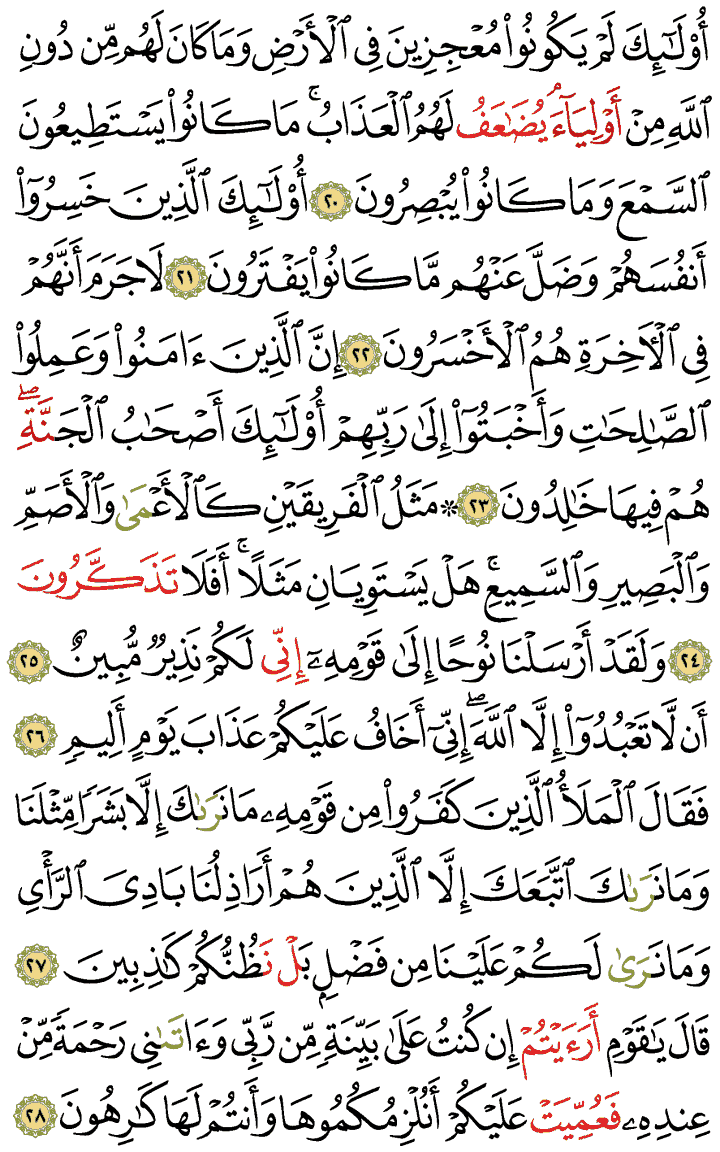 أُوْلَـٰٓئِكَ لَمۡ يَكُونُواْ مُعۡجِزِينَ فِي ٱلۡأَرۡضِ وَمَا كَانَ لَهُم مِّن دُونِ
ٱللَّهِ مِنۡ أَوۡلِيَآءَۘ يُضَٰعَفُ لَهُمُ ٱلۡعَذَابُۚ مَا كَانُواْ يَسۡتَطِيعُونَ
ٱلسَّمۡعَ وَمَا كَانُواْ يُبۡصِرُونَ ٢٠ أُوْلَـٰٓئِكَ ٱلَّذِينَ خَسِرُوٓاْ
أَنفُسَهُمۡ وَضَلَّ عَنۡهُم مَّا كَانُواْ يَفۡتَرُونَ ٢١ لَا جَرَمَ أَنَّهُمۡ
فِي ٱلۡأٓخِرَةِ هُمُ ٱلۡأَخۡسَرُونَ ٢٢ إِنَّ ٱلَّذِينَ ءَامَنُواْ وَعَمِلُواْ
ٱلصَّٰلِحَٰتِ وَأَخۡبَتُوٓاْ إِلَىٰ رَبِّهِمۡ أُوْلَـٰٓئِكَ أَصۡحَٰبُ ٱلۡجَنَّةِۖ
هُمۡ فِيهَا خَٰلِدُونَ ٢٣ ۞ مَثَلُ ٱلۡفَرِيقَيۡنِ كَٱلۡأَعۡمَىٰ وَٱلۡأَصَمِّ
وَٱلۡبَصِيرِ وَٱلسَّمِيعِۚ هَلۡ يَسۡتَوِيَانِ مَثَلًاۚ أَفَلَا تَذَكَّرُونَ
٢٤ وَلَقَدۡ أَرۡسَلۡنَا نُوحًا إِلَىٰ قَوۡمِهِۦٓ إِنِّي لَكُمۡ نَذِيرٞ مُّبِينٌ ٢٥
أَن لَّا تَعۡبُدُوٓاْ إِلَّا ٱللَّهَۖ إِنِّيٓ أَخَافُ عَلَيۡكُمۡ عَذَابَ يَوۡمٍ أَلِيمٖ ٢٦
فَقَالَ ٱلۡمَلَأُ ٱلَّذِينَ كَفَرُواْ مِن قَوۡمِهِۦ مَا نَرَىٰكَ إِلَّا بَشَرٗا مِّثۡلَنَا
وَمَا نَرَىٰكَ ٱتَّبَعَكَ إِلَّا ٱلَّذِينَ هُمۡ أَرَاذِلُنَا بَادِيَ ٱلرَّأۡيِ
وَمَا نَرَىٰ لَكُمۡ عَلَيۡنَا مِن فَضۡلِۭ بَلۡ نَظُنُّكُمۡ كَٰذِبِينَ ٢٧
قَالَ يَٰقَوۡمِ أَرَءَيۡتُمۡ إِن كُنتُ عَلَىٰ بَيِّنَةٖ مِّن رَّبِّي وَءَاتَىٰنِي رَحۡمَةٗ مِّنۡ
عِندِهِۦ فَعُمِّيَتۡ عَلَيۡكُمۡ أَنُلۡزِمُكُمُوهَا وَأَنتُمۡ لَهَا كَٰرِهُونَ ٢٨